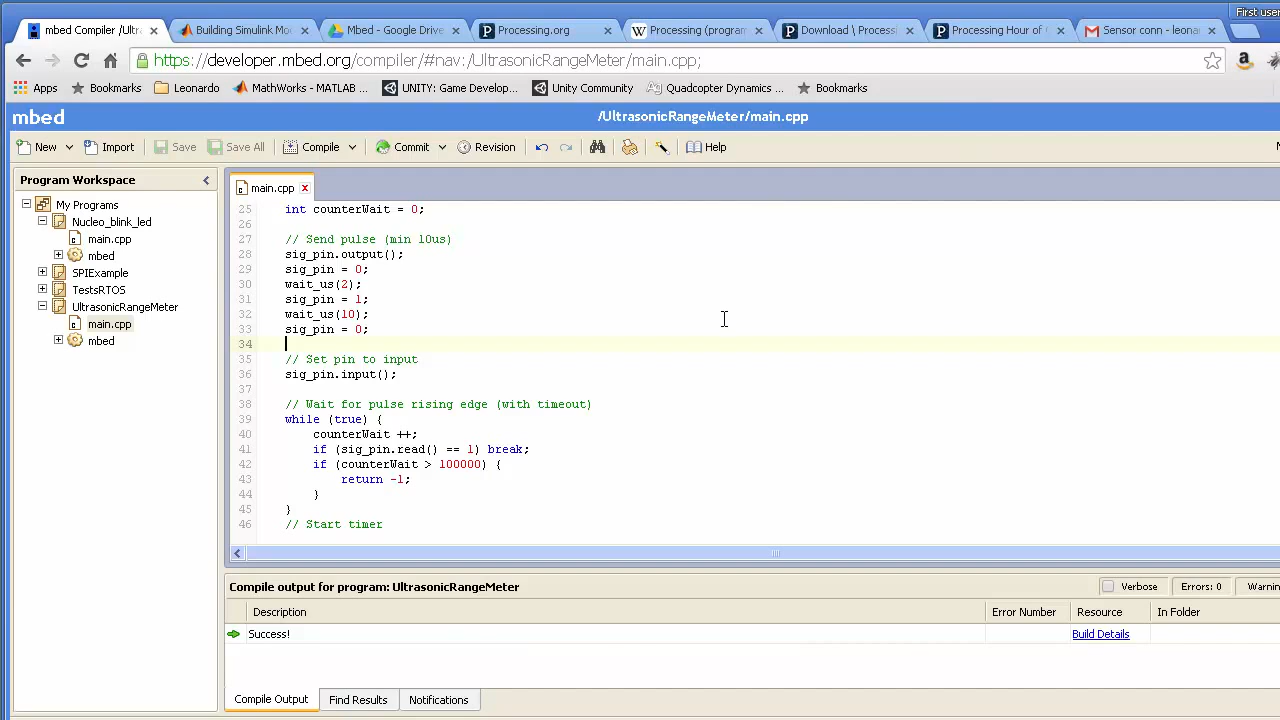 First user
mbed Compiler /Ultra
Building Simulink Mo
Mbed - Google Drive
Processing.org
Processing (program
Download \ Processi
Processing Hour of C
Sensor conn - leonar
https://developer.mbed.org/compiler/#nav:/UltrasonicRangeMeter/main.cpp;
Apps
Bookmarks
Leonardo
MathWorks - MATLAB ...
UNITY: Game Develop...
Unity Community
Quadcopter Dynamics ...
Bookmarks
mbed
/UltrasonicRangeMeter/main.cpp
New
Import
Save
Save All
Compile
Commit
Revision
Help
Program Workspace
My Programs
Nucleo_blink_led
main.cpp
mbed
SPIExample
TestsRTOS
UltrasonicRangeMeter
main.cpp
mbed
main.cpp
25 int counterWait = 0;
26
27 // Send pulse (min 10us)
28 sig_pin.output();
29 sig_pin = 0;
30 wait_us(2);
31 sig_pin = 1;
32 wait_us(10);
33 sig_pin = 0;
34
35 // Set pin to input
36 sig_pin.input();
37
38 // Wait for pulse rising edge (with timeout)
39 while (true) {
40 counterWait ++;
41 if (sig_pin.read() == 1) break;
42 if (counterWait > 100000) {
43 return -1;
44 }
45 }
46 // Start timer
Compile output for program: UltrasonicRangeMeter
Verbose
Errors: 0
Warnin
Description
Error Number
Resource
In Folder
Success!
Build Details
Compile Output
Find Results
Notifications